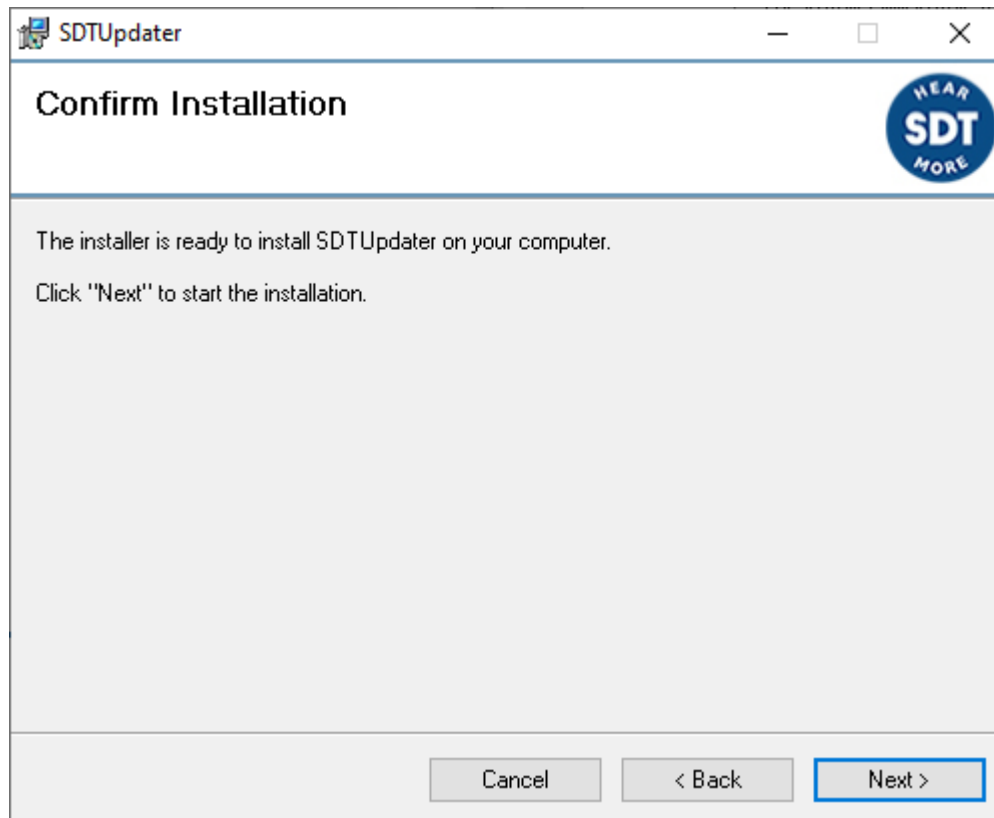 SDTUpdater
Confirm Installation
HEAR
SDT
MORE
The installer is ready to install SDTUpdater on your computer.
Click "Next" to start the installation.
Cancel
< Back
Next >